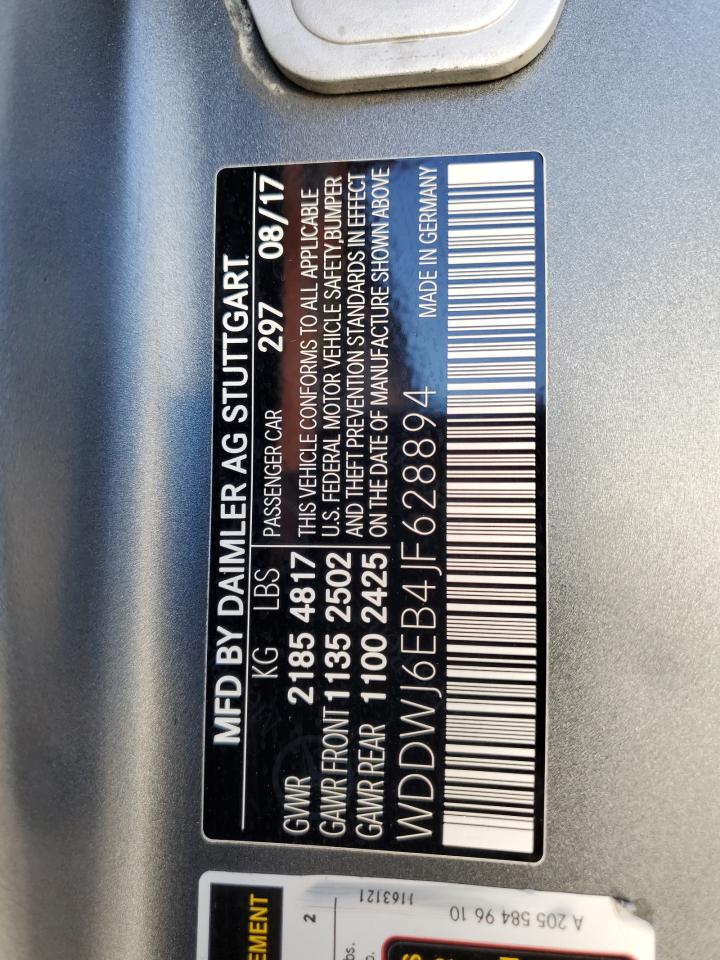 MFD BY DAIMLER AG STUTTGART
KG LBS
GWR 2185 4817
GAWR FRONT 1135 2502
GAWR REAR 1100 2425
PASSENGER CAR 297 08/17
THIS VEHICLE CONFORMS TO ALL APPLICABLE
U.S. FEDERAL MOTOR VEHICLE SAFETY,BUMPER
AND THEFT PREVENTION STANDARDS IN EFFECT
ON THE DATE OF MANUFACTURE SHOWN ABOVE
WDDWJ6EB4JF628894 MADE IN GERMANY
EMENT
2
bs.
o.
1163121
A 205 584 96 10